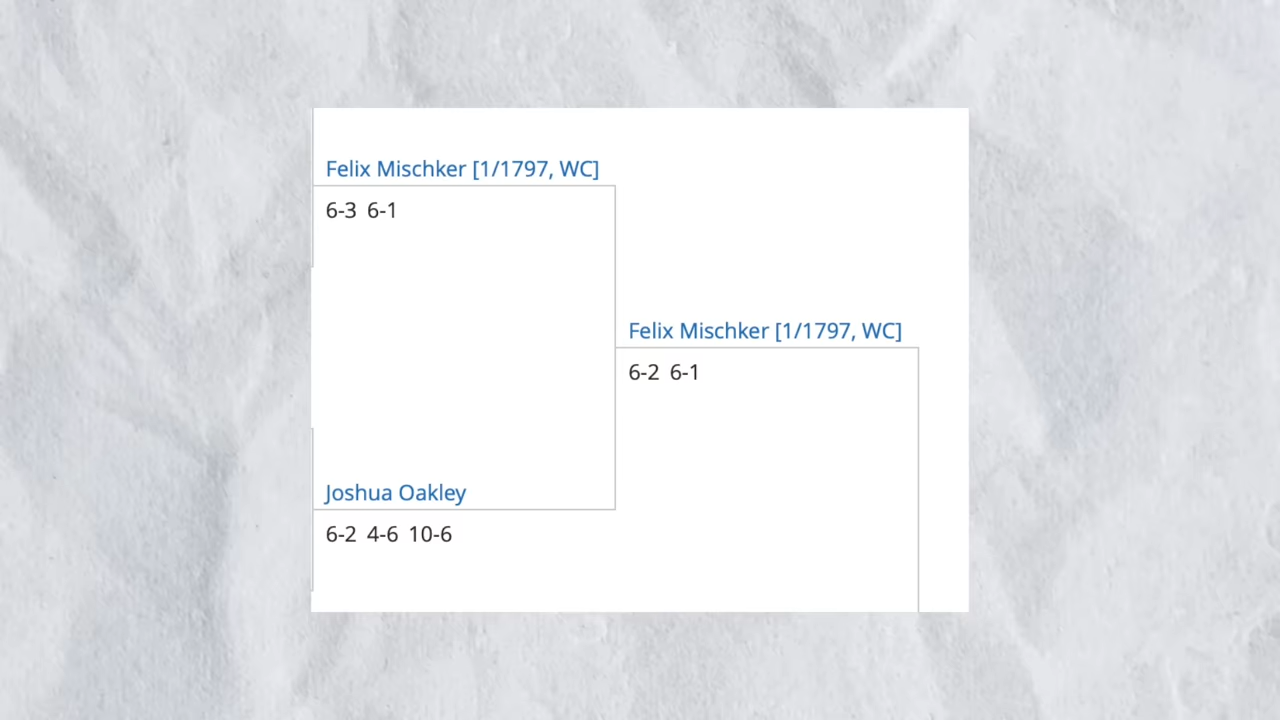 Felix Mischker [1/1797, WC]
6-3 6-1
Felix Mischker [1/1797, WC]
6-2 6-1
Joshua Oakley
6-2 4-6 10-6